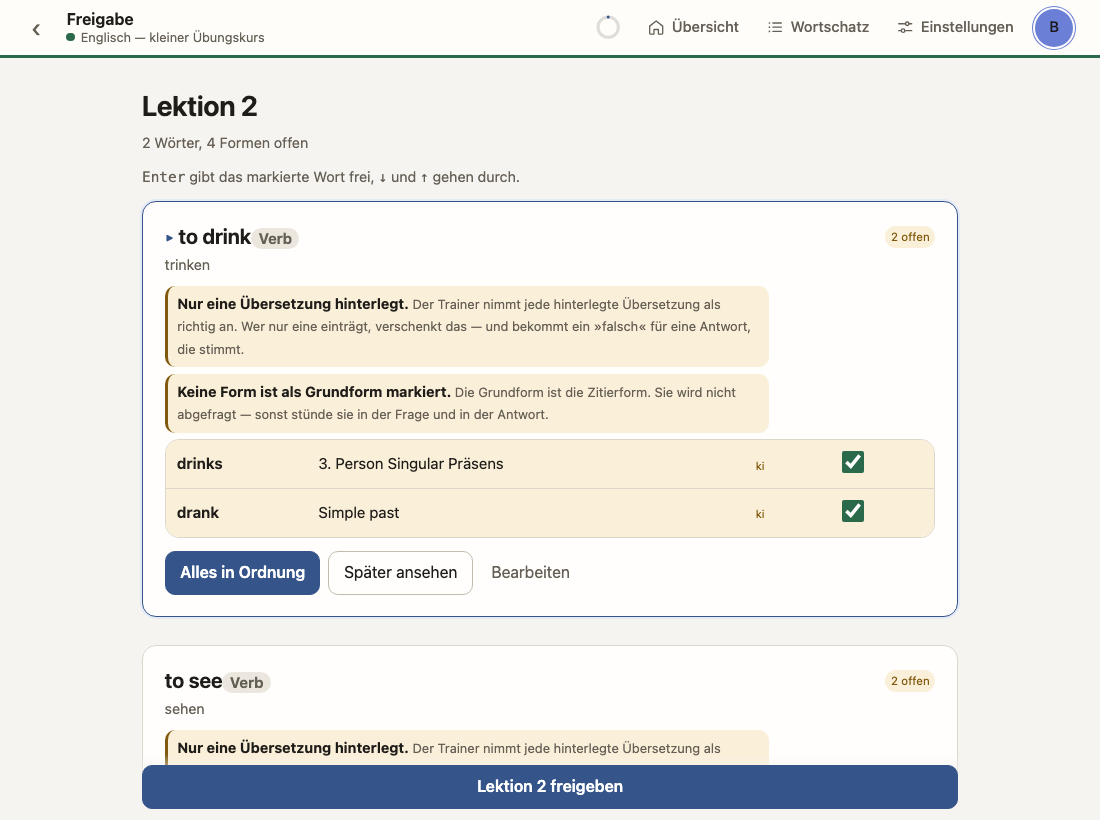 Freigabe
Englisch — kleiner Übungskurs
Übersicht
Wortschatz
Einstellungen
B
Lektion 2
2 Wörter, 4 Formen offen
Enter gibt das markierte Wort frei, ↓ und ↑ gehen durch.
▸ to drink Verb
2 offen
trinken
Nur eine Übersetzung hinterlegt. Der Trainer nimmt jede hinterlegte Übersetzung als
richtig an. Wer nur eine einträgt, verschenkt das — und bekommt ein »falsch« für eine Antwort,
die stimmt.
Keine Form ist als Grundform markiert. Die Grundform ist die Zitierform. Sie wird nicht
abgefragt — sonst stünde sie in der Frage und in der Antwort.
drinks 3. Person Singular Präsens ki
drank Simple past ki
Alles in Ordnung Später ansehen Bearbeiten
to see Verb
2 offen
sehen
Nur eine Übersetzung hinterlegt. Der Trainer nimmt jede hinterlegte Übersetzung als
Lektion 2 freigeben